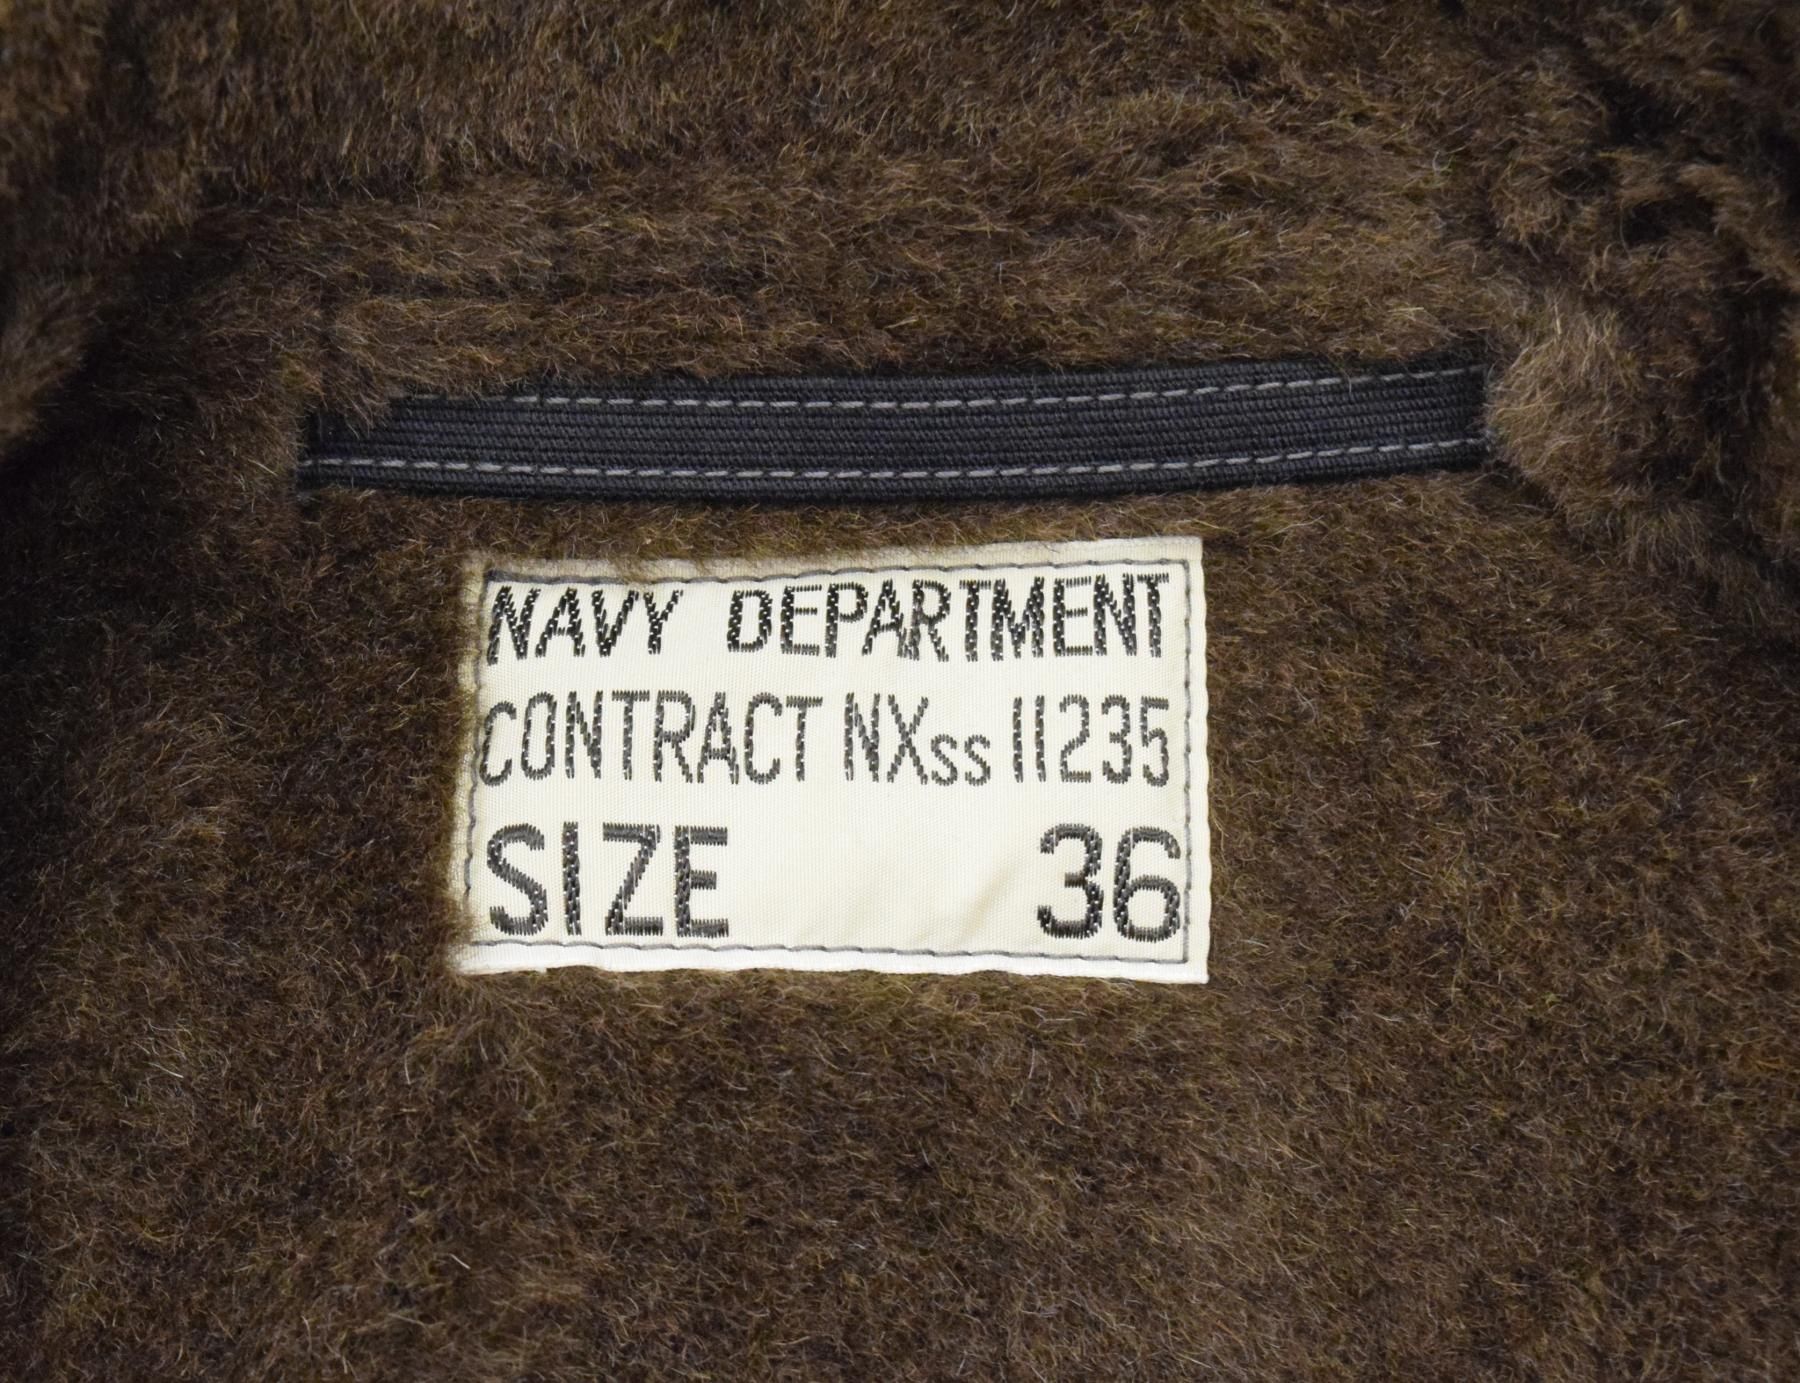 NAVY DEPARTMENT
CONTRACT NXss 11235
SIZE 36